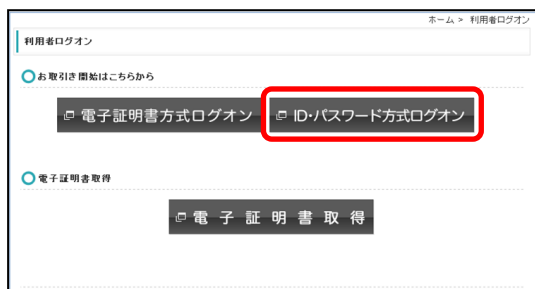 ホーム > 利用者ログオン
利用者ログオン
お取引き開始はこちらから
電子証明書方式ログオン
ID・パスワード方式ログオン
電子証明書取得
電子証明書取得